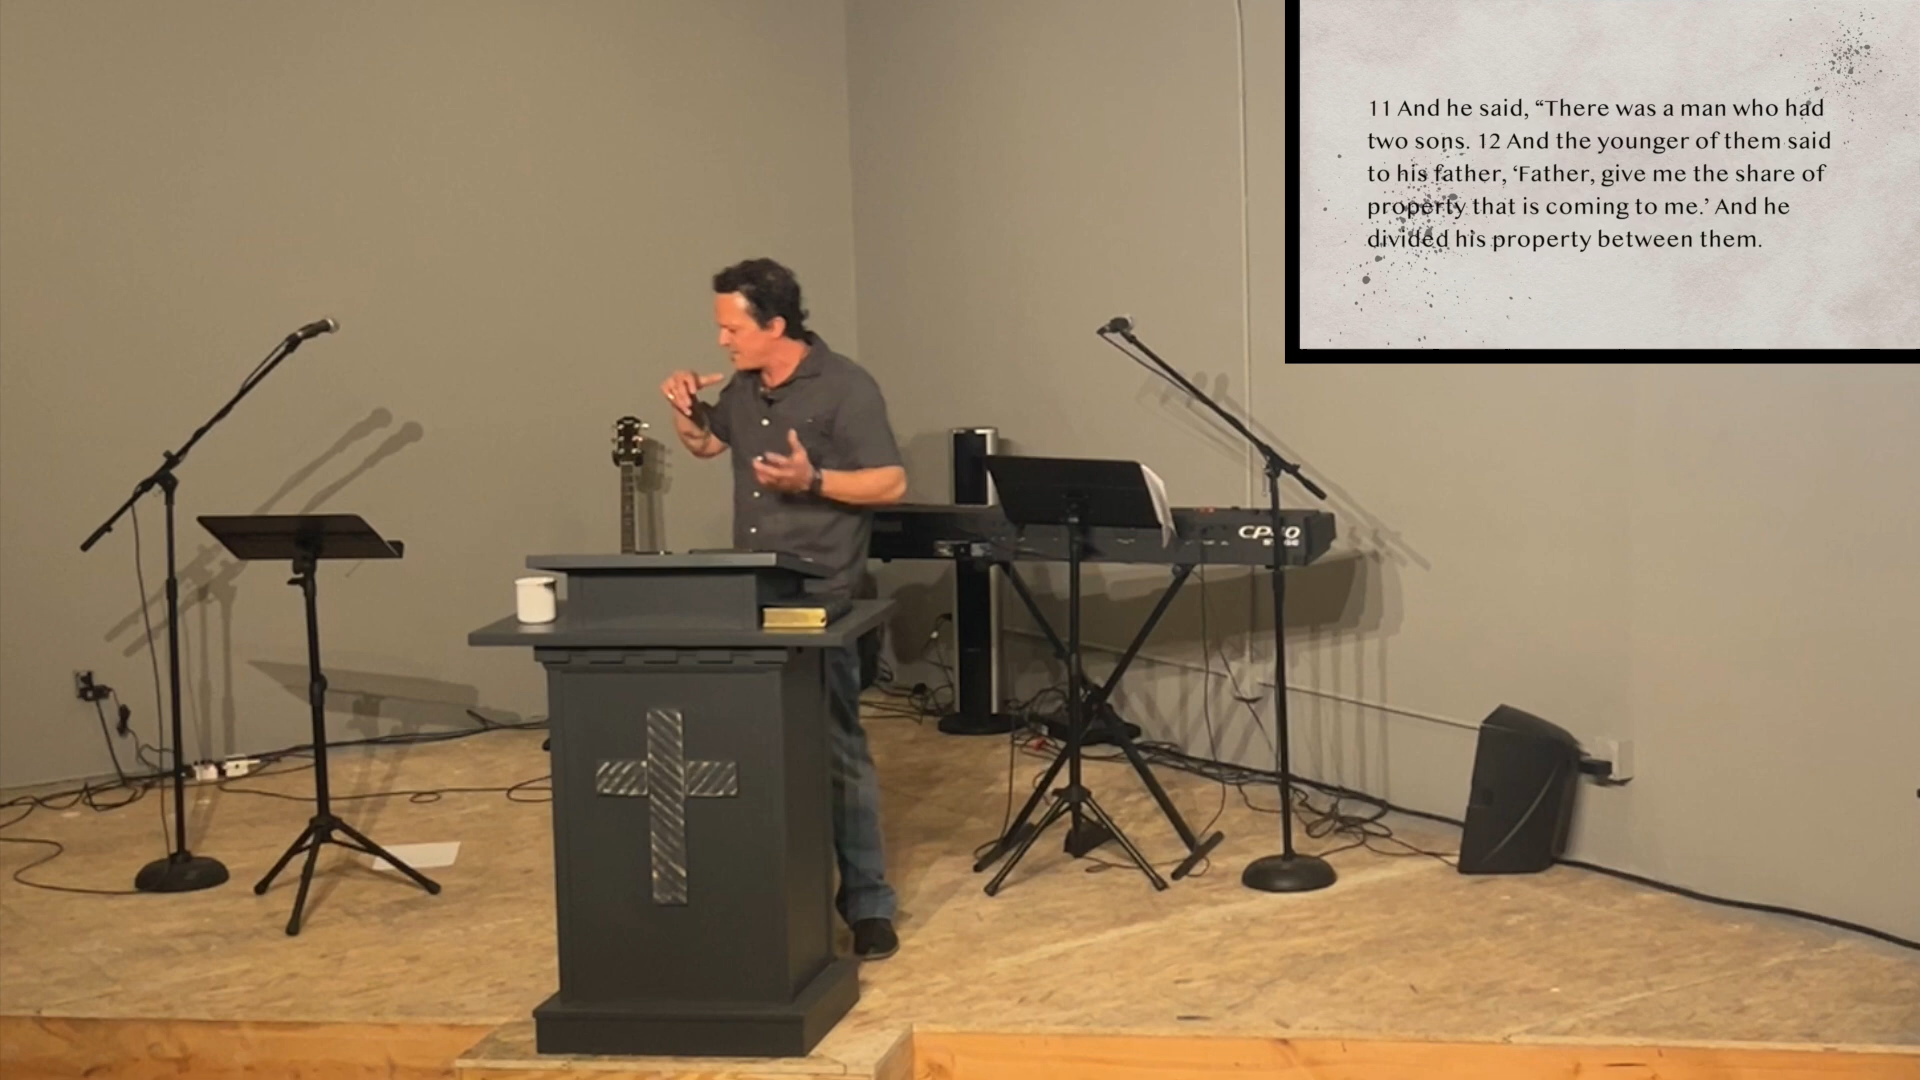 11 And he said, “There was a man who had
two sons. 12 And the younger of them said
to his father, ‘Father, give me the share of
property that is coming to me.’ And he
divided his property between them.